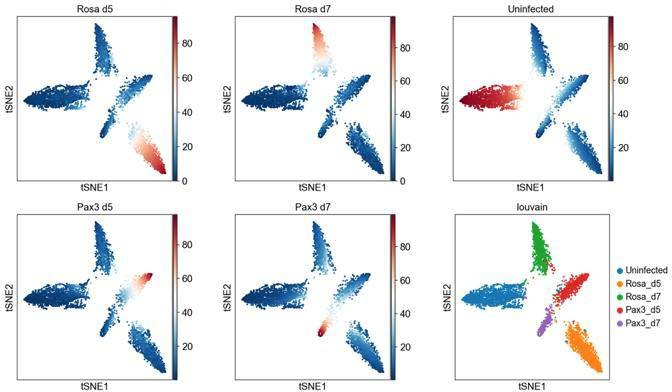 Rosa d5
tSNE2
tSNE1
80
60
40
20
0
Rosa d7
tSNE2
tSNE1
80
60
40
20
0
Uninfected
tSNE2
tSNE1
80
60
40
20
Pax3 d5
tSNE2
tSNE1
80
60
40
20
Pax3 d7
tSNE2
tSNE1
80
60
40
20
louvain
tSNE2
tSNE1
Uninfected
Rosa_d5
Rosa_d7
Pax3_d5
Pax3_d7